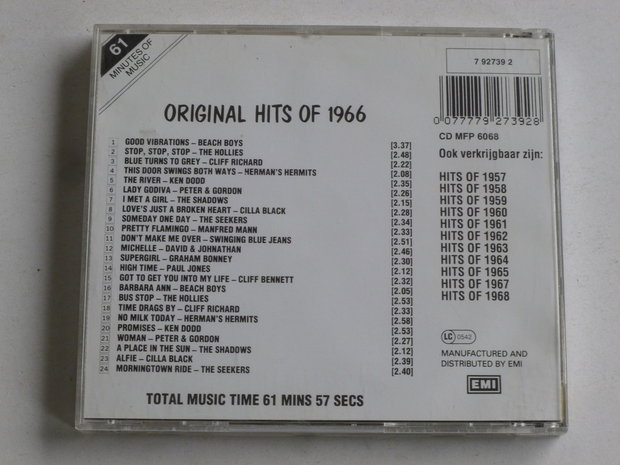 61
MINUTES OF
MUSIC
ORIGINAL HITS OF 1966
1 GOOD VIBRATIONS – BEACH BOYS [3.37]
2 STOP, STOP, STOP – THE HOLLIES [2.48]
3 BLUE TURNS TO GREY – CLIFF RICHARD [2.22]
4 THIS DOOR SWINGS BOTH WAYS – HERMAN'S HERMITS [2.08]
5 THE RIVER – KEN DODD [2.35]
6 LADY GODIVA – PETER & GORDON [2.26]
7 I MET A GIRL – THE SHADOWS [2.15]
8 LOVE'S JUST A BROKEN HEART – CILLA BLACK [2.28]
9 SOMEDAY ONE DAY – THE SEEKERS [2.34]
10 PRETTY FLAMINGO – MANFRED MANN [2.33]
11 DON'T MAKE ME OVER – SWINGING BLUE JEANS [2.51]
12 MICHELLE – DAVID & JOHNATHAN [2.46]
13 SUPERGIRL – GRAHAM BONNEY [2.30]
14 HIGH TIME – PAUL JONES [2.12]
15 GOT TO GET YOU INTO MY LIFE – CLIFF BENNETT [2.32]
16 BARBARA ANN – BEACH BOYS [2.05]
17 BUS STOP – THE HOLLIES [2.53]
18 TIME DRAGS BY – CLIFF RICHARD [2.33]
19 NO MILK TODAY – HERMAN'S HERMITS [2.58]
20 PROMISES – KEN DODD [2.53]
21 WOMAN – PETER & GORDON [2.27]
22 A PLACE IN THE SUN – THE SHADOWS [2.12]
23 ALFIE – CILLA BLACK [2.39]
24 MORNINGTOWN RIDE – THE SEEKERS [2.40]
TOTAL MUSIC TIME 61 MINS 57 SECS
7 92739 2
0 077779 273928
CD MFP 6068
Ook verkrijgbaar zijn:
HITS OF 1957
HITS OF 1958
HITS OF 1959
HITS OF 1960
HITS OF 1961
HITS OF 1962
HITS OF 1963
HITS OF 1964
HITS OF 1965
HITS OF 1967
HITS OF 1968
LC 0542
MANUFACTURED AND
DISTRIBUTED BY EMI
EMI